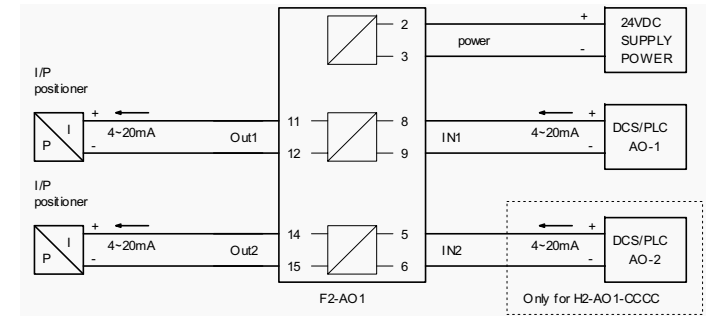 2
+
24VDC
SUPPLY
POWER
power
3
-
I/P
positioner
+
4~20mA
-
I
P
Out1
11
12
8
9
IN1
4~20mA
+
-
DCS/PLC
AO-1
I/P
positioner
+
4~20mA
-
I
P
Out2
14
15
5
6
IN2
4~20mA
+
-
DCS/PLC
AO-2
F2-AO1
Only for H2-AO1-CCCC